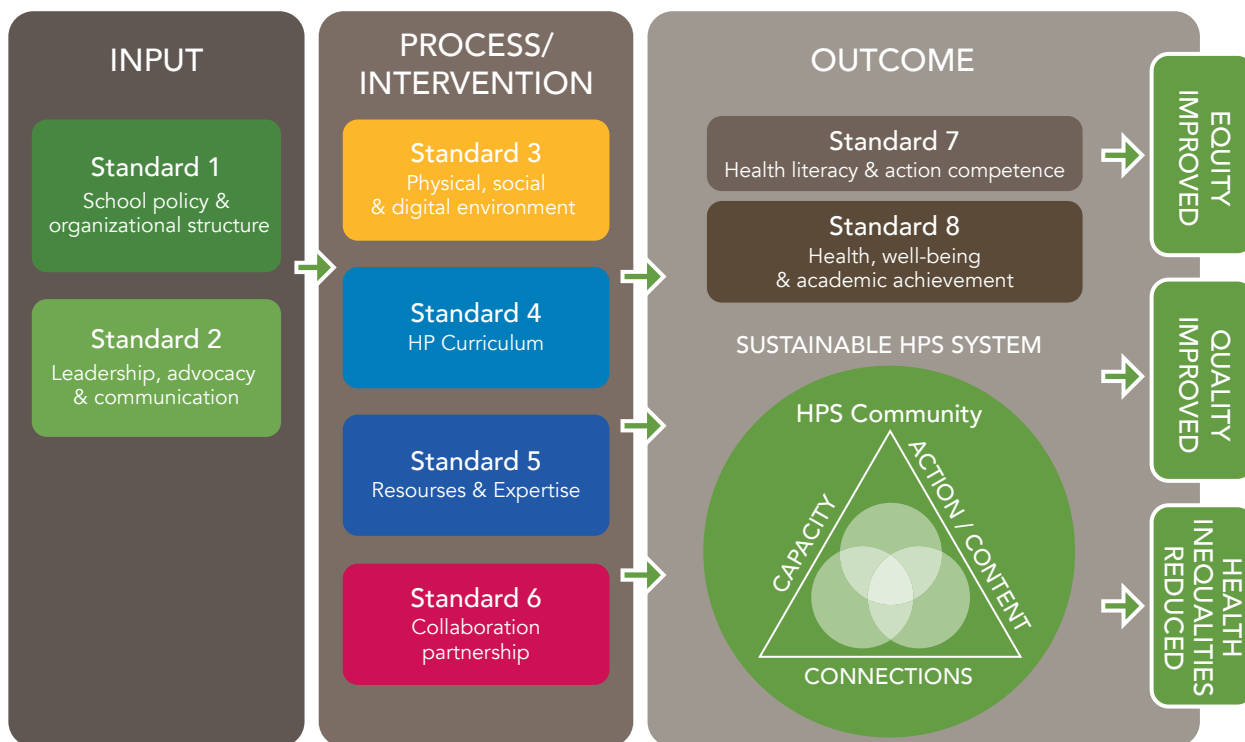 INPUT
Standard 1
School policy &
organizational structure
Standard 2
Leadership, advocacy
& communication
PROCESS/
INTERVENTION
Standard 3
Physical, social
& digital environment
Standard 4
HP Curriculum
Standard 5
Resourses & Expertise
Standard 6
Collaboration
partnership
OUTCOME
Standard 7
Health literacy & action competence
Standard 8
Health, well-being
& academic achievement
SUSTAINABLE HPS SYSTEM
HPS Community
CAPACITY
ACTION / CONTENT
CONNECTIONS
EQUITY
IMPROVED
QUALITY
IMPROVED
HEALTH
INEQUALITIES
REDUCED